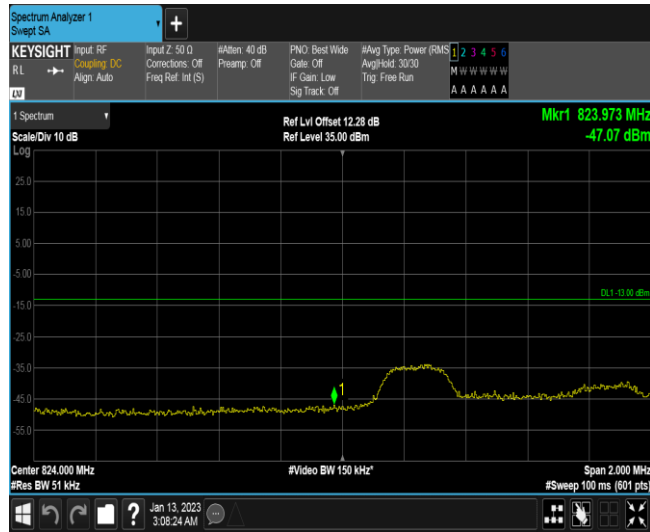 Spectrum Analyzer 1
Swept SA
+
KEYSIGHT
RL
LXI
Input: RF
Coupling: DC
Align: Auto
Input Z: 50 Ω
Corrections: Off
Freq Ref: Int (S)
#Atten: 40 dB
Preamp: Off
PNO: Best Wide
Gate: Off
IF Gain: Low
Sig Track: Off
#Avg Type: Power (RMS
Avg|Hold: 30/30
Trig: Free Run
1 2 3 4 5 6
M W W W W W
A A A A A A
1 Spectrum
Scale/Div 10 dB
Log
Ref Lvl Offset 12.28 dB
Ref Level 35.00 dBm
Mkr1 823.973 MHz
-47.07 dBm
25.0
15.0
5.00
-5.00
DL1 -13.00 dBm
-15.0
-25.0
-35.0
1
-45.0
-55.0
Center 824.000 MHz
#Res BW 51 kHz
#Video BW 150 kHz*
Span 2.000 MHz
#Sweep 100 ms (601 pts)
?
Jan 13, 2023
3:08:24 AM